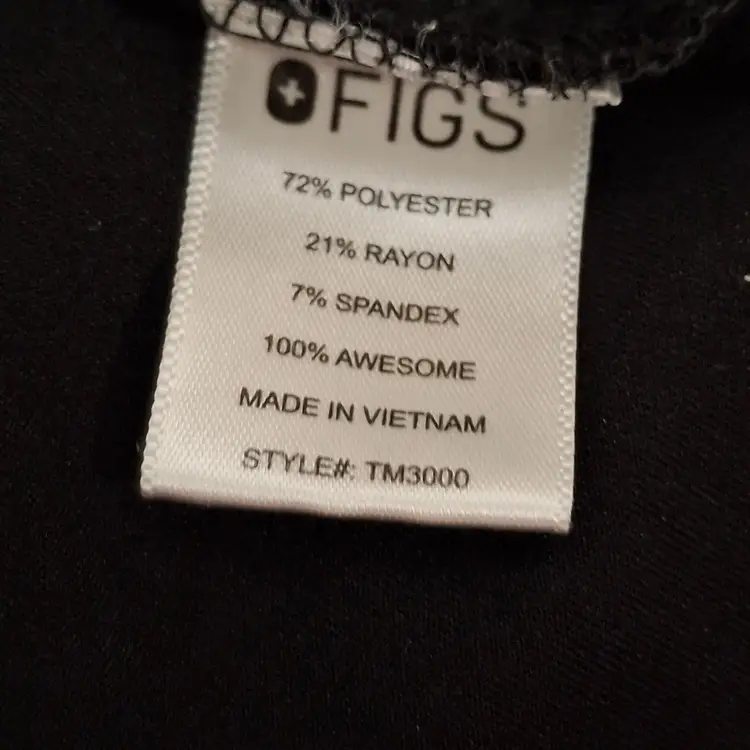 FIGS
72% POLYESTER
21% RAYON
7% SPANDEX
100% AWESOME
MADE IN VIETNAM
STYLE#: TM3000